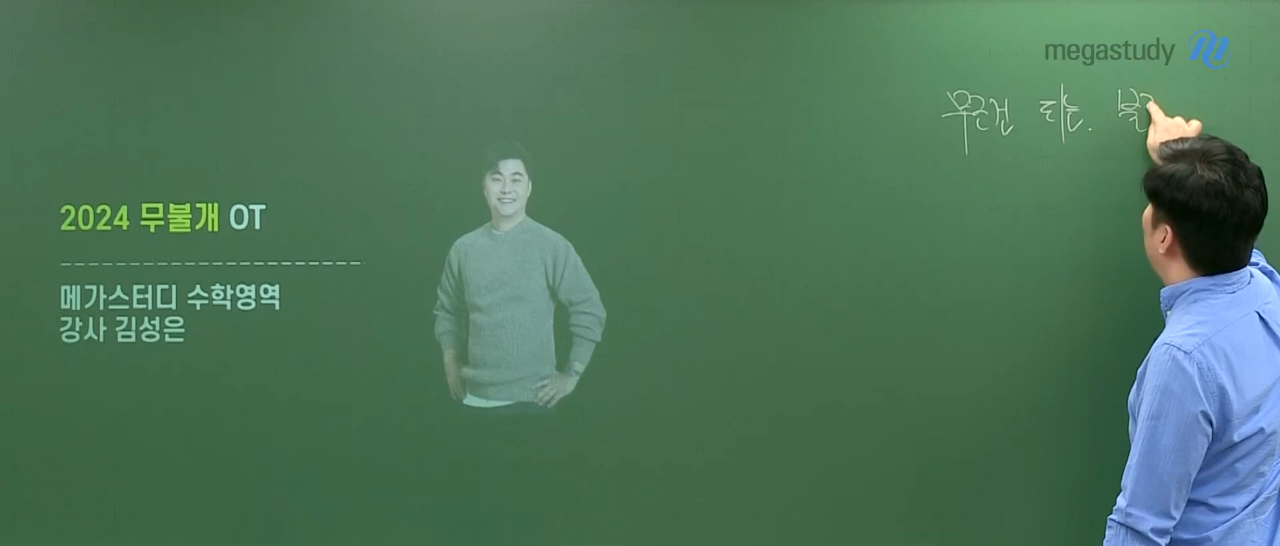 megastudy
무조건 되는. 불
2024 무불개 OT
메가스터디 수학영역
강사 김성은